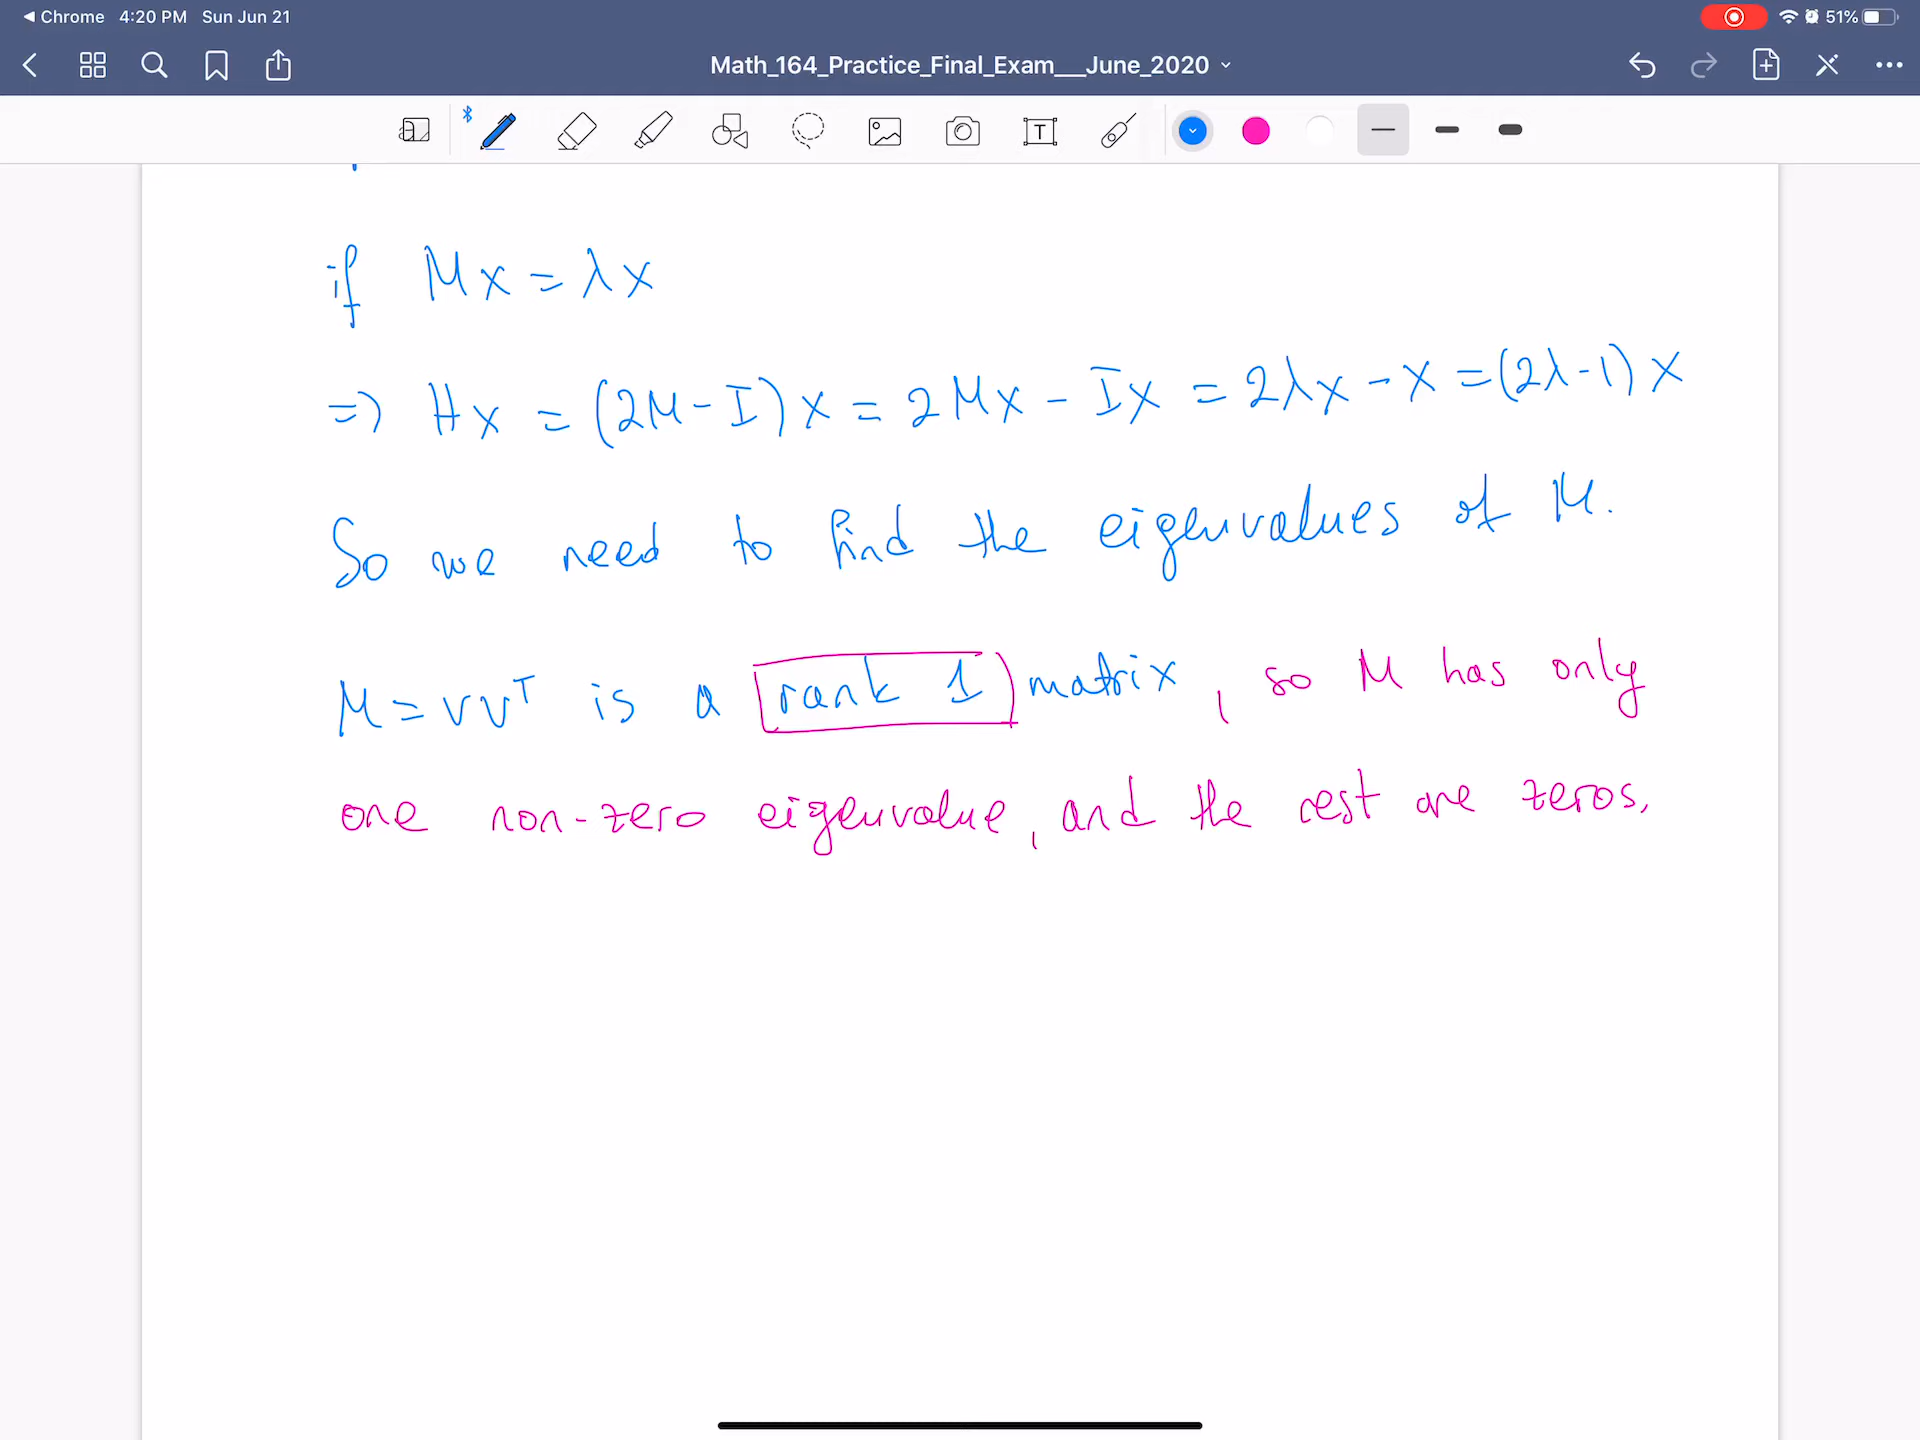 Chrome 4:20 PM Sun Jun 21 51%
Math_164_Practice_Final_Exam___June_2020
if Mx = λx
=> Hx = (2M - I)x = 2Mx - Ix = 2λx - x = (2λ-1)x
So we need to find the eigenvalues of M.
M = vvᵀ is a rank 1 matrix, so M has only
one non-zero eigenvalue, and the rest are zeros.